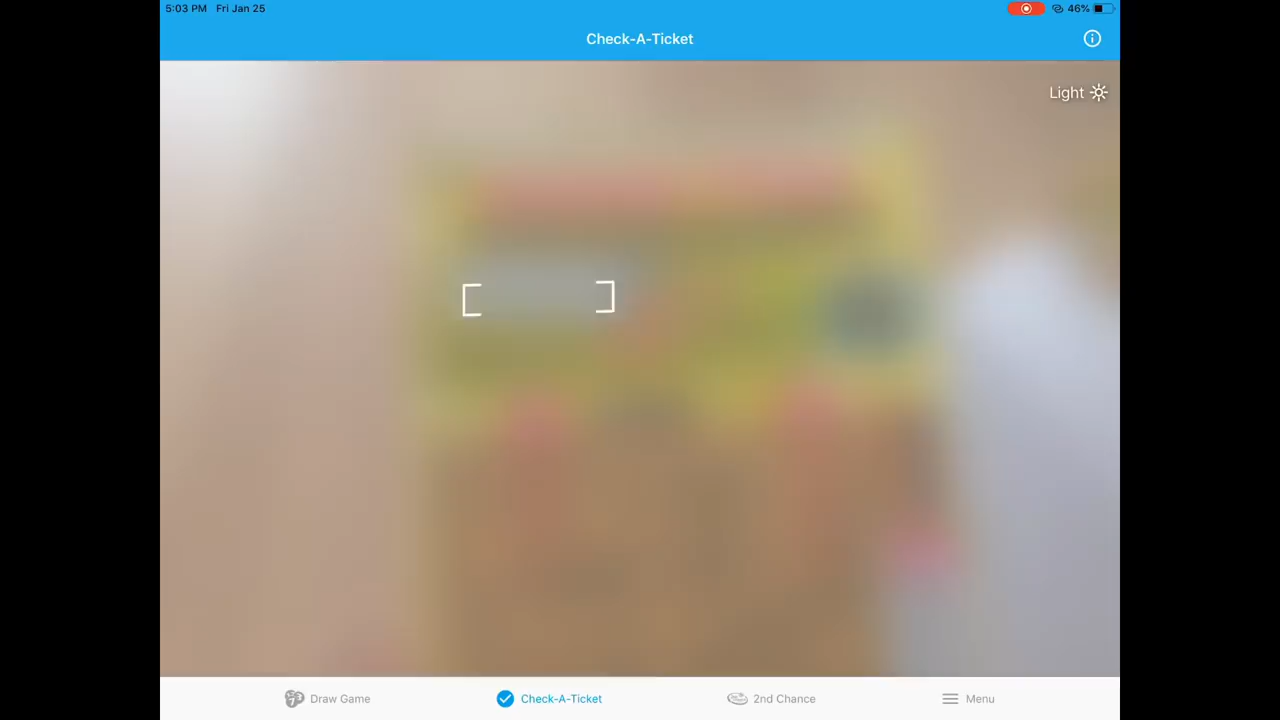 5:03 PM Fri Jan 25
46%
Check-A-Ticket
Light
Draw Game
Check-A-Ticket
2nd Chance
Menu